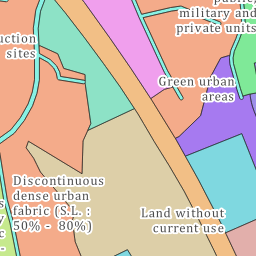 public,
military and
private units
uction
sites
Green urban
areas
Discontinuous
dense urban
fabric (S.L. :
50% - 80%)
Land without
current use
s
y
c
-